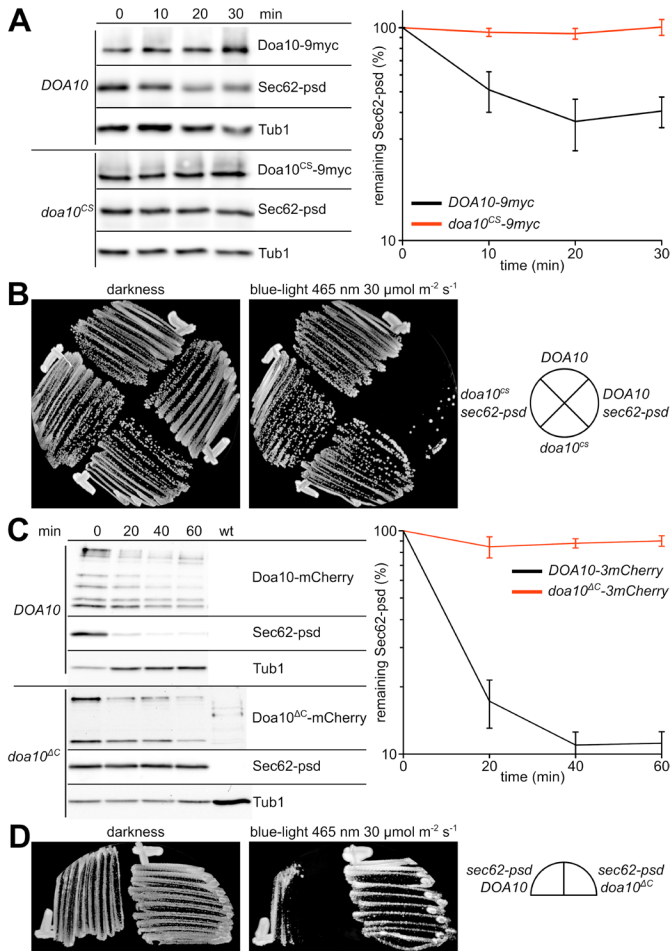 A
0 10 20 30 min
DOA10
Doa10-9myc
Sec62-psd
Tub1
doa10CS
Doa10CS-9myc
Sec62-psd
Tub1
remaining Sec62-psd (%)
100
10
DOA10-9myc
doa10CS-9myc
0 10 20 30
time (min)
B
darkness
blue-light 465 nm 30 µmol m-2 s-1
DOA10
doa10cs
sec62-psd
DOA10
sec62-psd
doa10cs
C
min 0 20 40 60 wt
DOA10
Doa10-mCherry
Sec62-psd
Tub1
doa10ΔC
Doa10ΔC-mCherry
Sec62-psd
Tub1
remaining Sec62-psd (%)
100
10
DOA10-3mCherry
doa10ΔC-3mCherry
0 20 40 60
time (min)
D
darkness
blue-light 465 nm 30 µmol m-2 s-1
sec62-psd
DOA10
sec62-psd
doa10ΔC